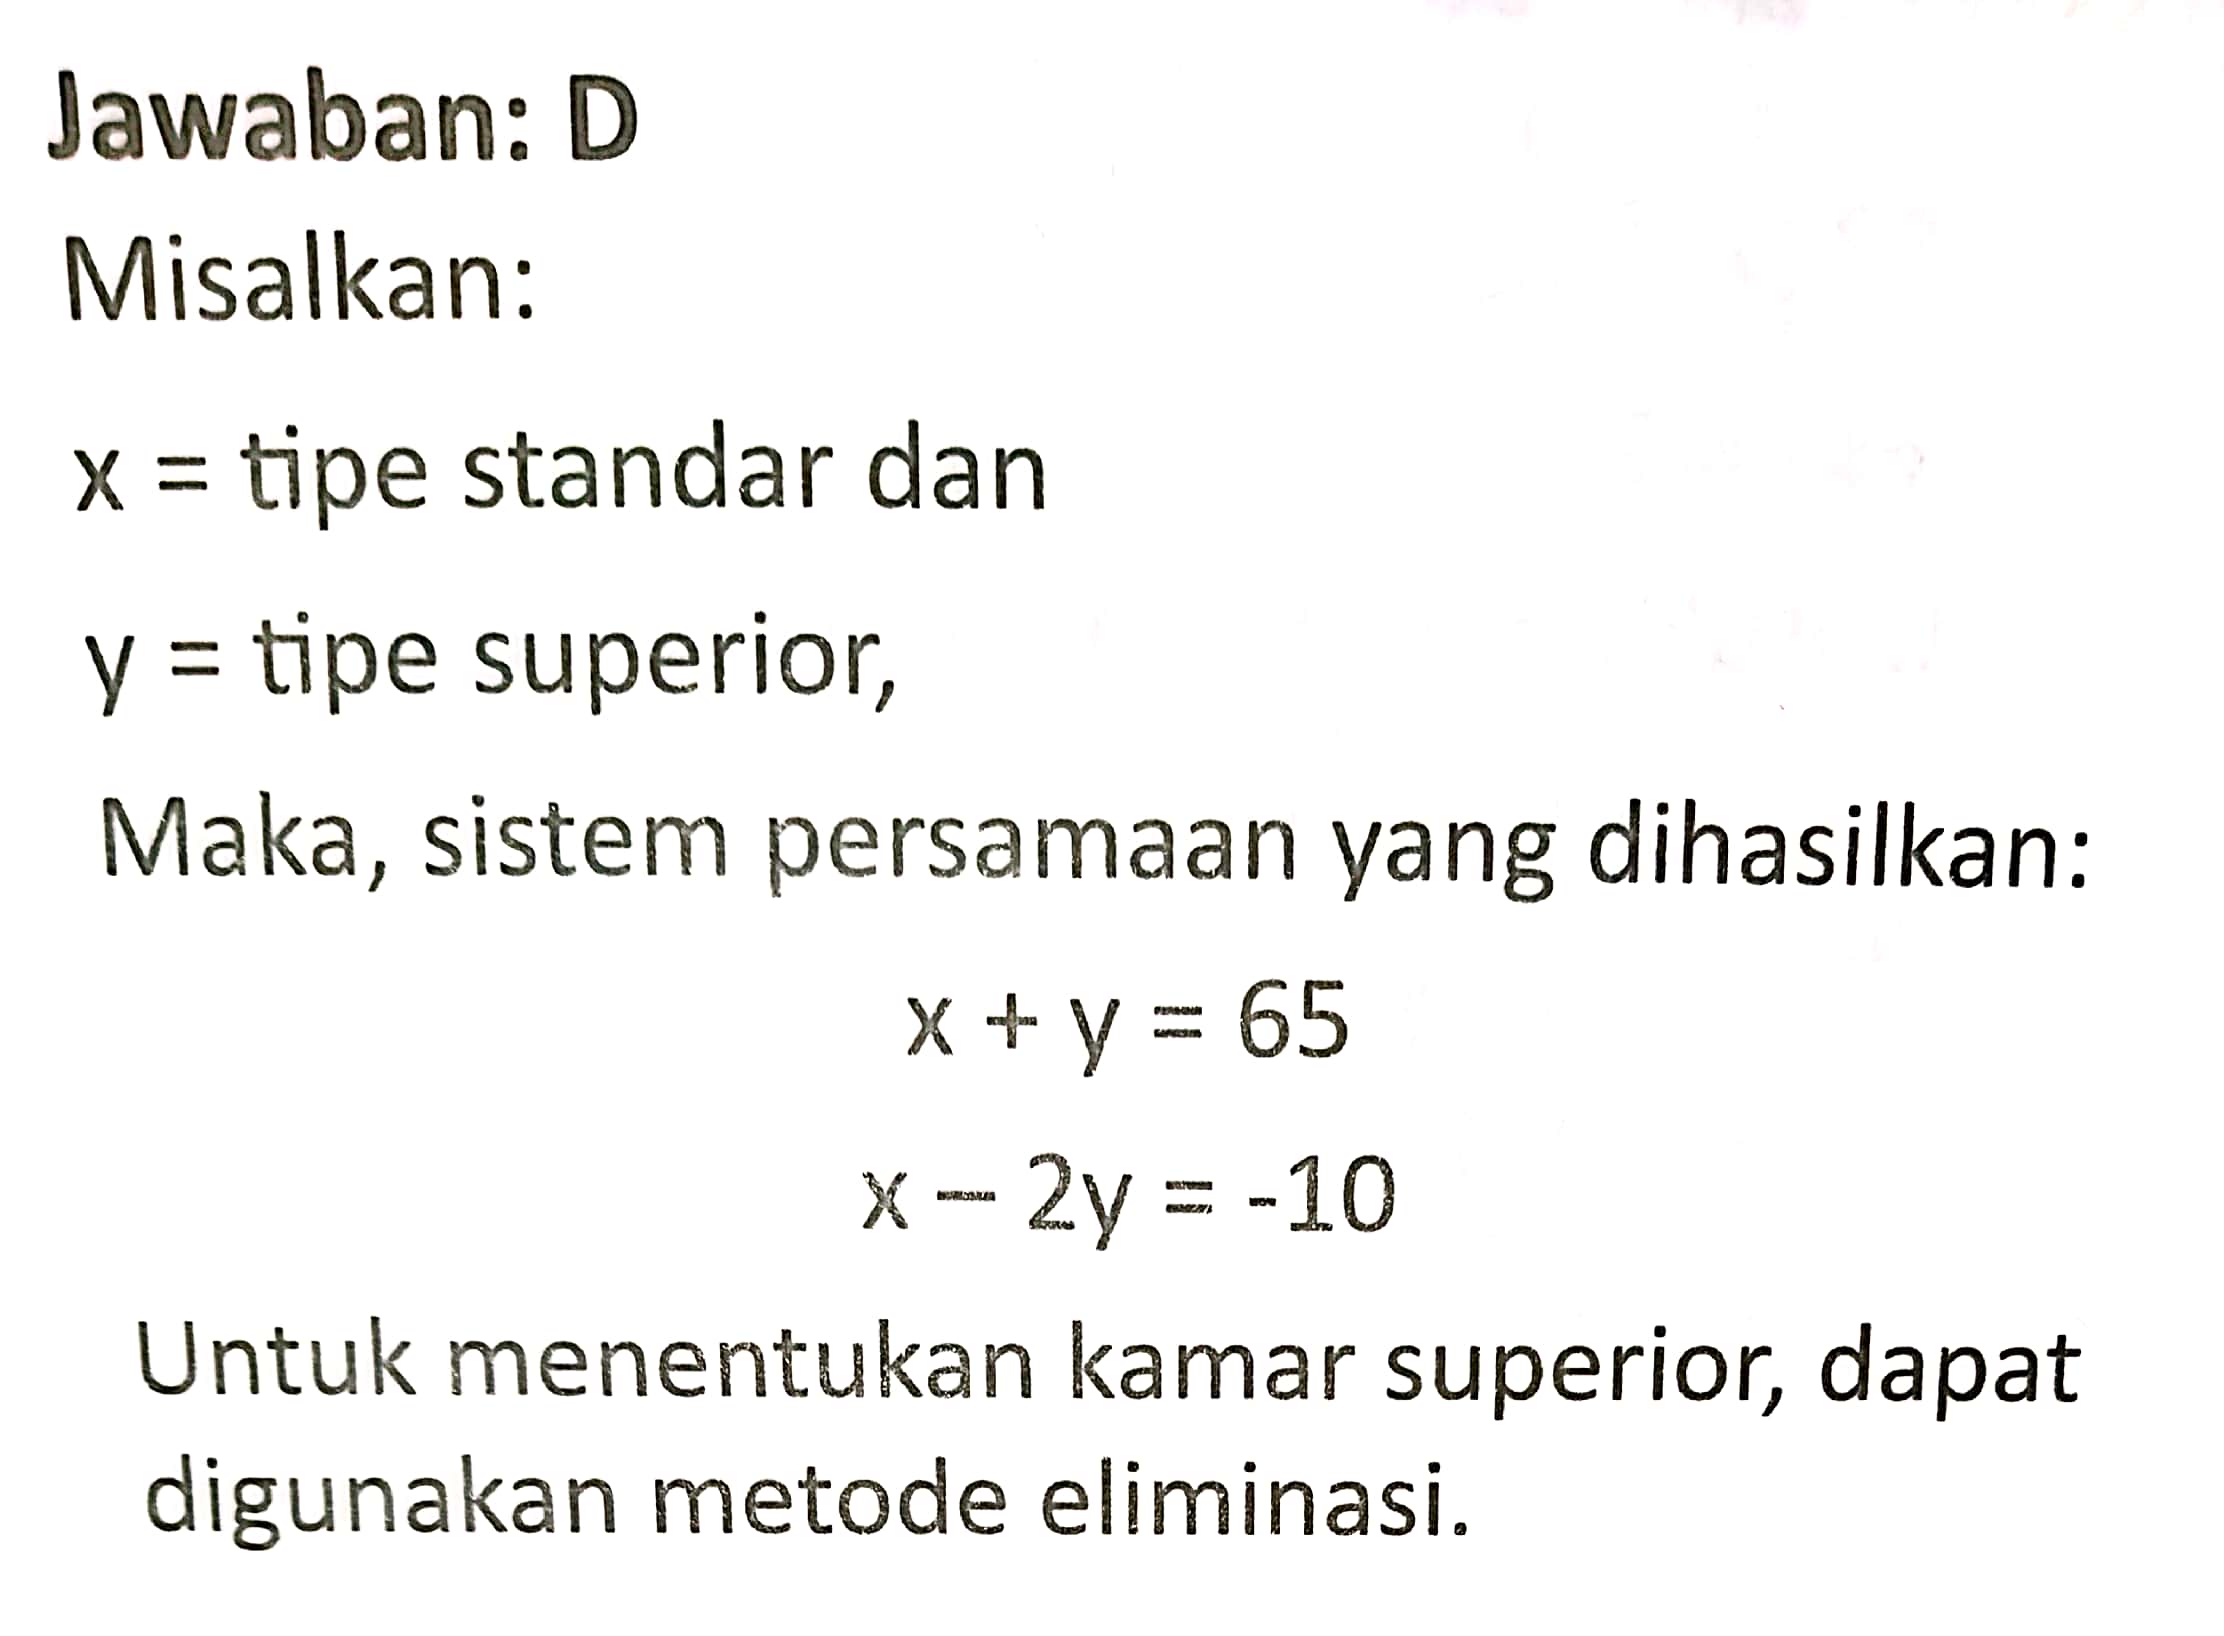 Jawaban: D
Misalkan:
x = tipe standar dan
y = tipe superior,
Maka, sistem persamaan yang dihasilkan:
x + y = 65
x – 2y = -10
Untuk menentukan kamar superior, dapat
digunakan metode eliminasi.